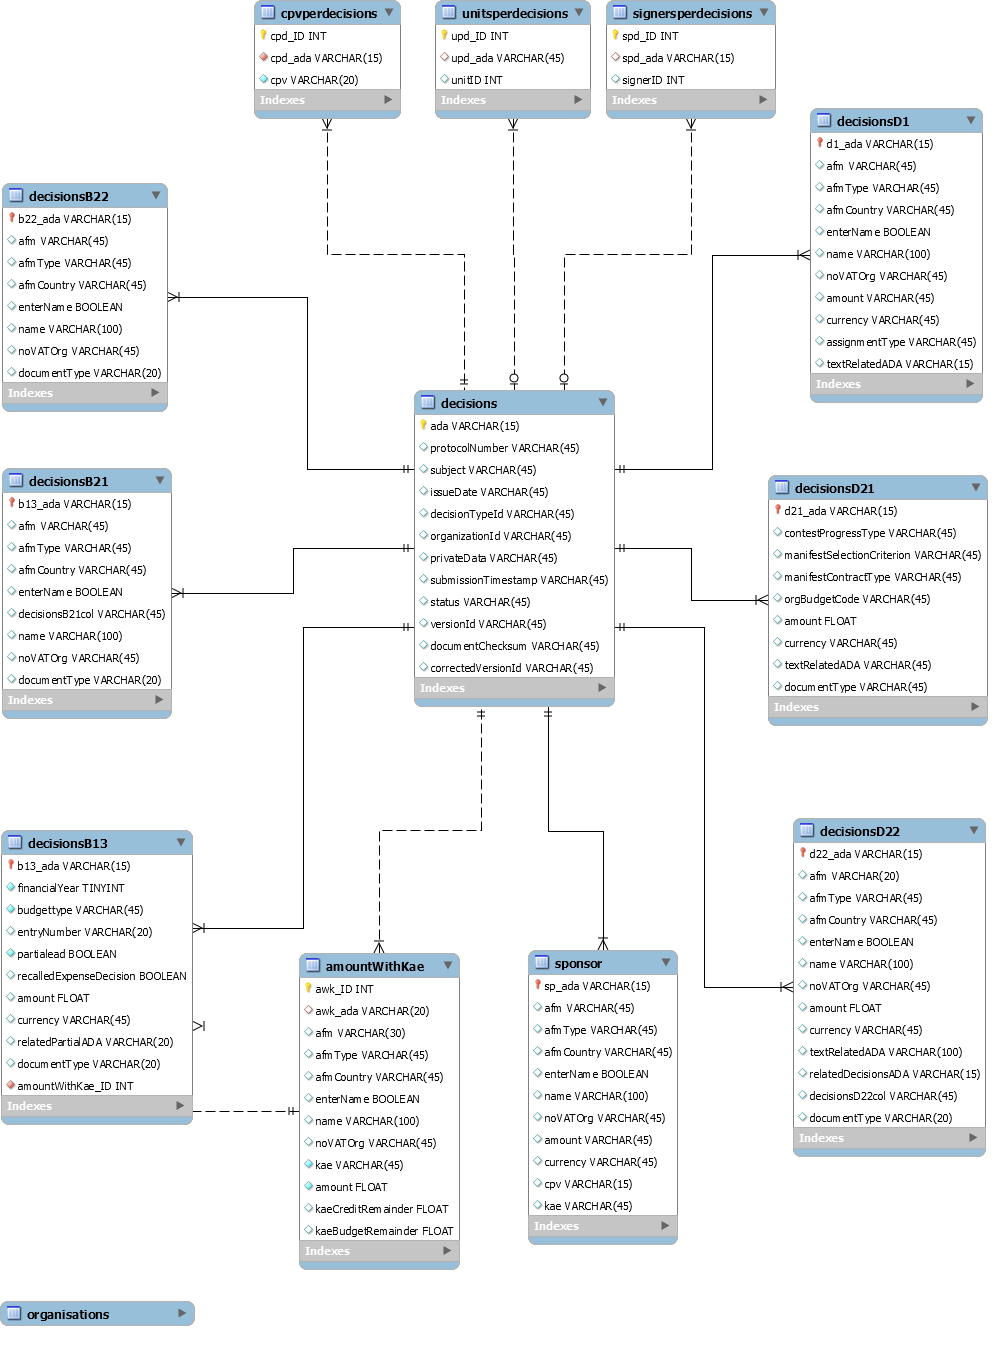 cpvperdecisions
cpd_ID INT
cpd_ada VARCHAR(15)
cpv VARCHAR(20)
Indexes
unitsperdecisions
upd_ID INT
upd_ada VARCHAR(45)
unitID INT
Indexes
signersperdecisions
spd_ID INT
spd_ada VARCHAR(15)
signerID INT
Indexes
decisionsD1
d1_ada VARCHAR(15)
afm VARCHAR(45)
afmType VARCHAR(45)
afmCountry VARCHAR(45)
enterName BOOLEAN
name VARCHAR(100)
noVATOrg VARCHAR(45)
amount VARCHAR(45)
currency VARCHAR(45)
assignmentType VARCHAR(45)
textRelatedADA VARCHAR(15)
Indexes
decisionsB22
b22_ada VARCHAR(15)
afm VARCHAR(45)
afmType VARCHAR(45)
afmCountry VARCHAR(45)
enterName BOOLEAN
name VARCHAR(100)
noVATOrg VARCHAR(45)
documentType VARCHAR(20)
Indexes
decisions
ada VARCHAR(15)
protocolNumber VARCHAR(45)
subject VARCHAR(45)
issueDate VARCHAR(45)
decisionTypeId VARCHAR(45)
organizationId VARCHAR(45)
privateData VARCHAR(45)
submissionTimestamp VARCHAR(45)
status VARCHAR(45)
versionId VARCHAR(45)
documentChecksum VARCHAR(45)
correctedVersionId VARCHAR(45)
Indexes
decisionsB21
b13_ada VARCHAR(15)
afm VARCHAR(45)
afmType VARCHAR(45)
afmCountry VARCHAR(45)
enterName BOOLEAN
decisionsB21col VARCHAR(45)
name VARCHAR(100)
noVATOrg VARCHAR(45)
documentType VARCHAR(20)
Indexes
decisionsD21
d21_ada VARCHAR(15)
contestProgressType VARCHAR(45)
manifestSelectionCriterion VARCHAR(45)
manifestContractType VARCHAR(45)
orgBudgetCode VARCHAR(45)
amount FLOAT
currency VARCHAR(45)
textRelatedADA VARCHAR(45)
documentType VARCHAR(45)
Indexes
decisionsB13
b13_ada VARCHAR(15)
financialYear TINYINT
budgettype VARCHAR(45)
entryNumber VARCHAR(20)
partialead BOOLEAN
recalledExpenseDecision BOOLEAN
amount FLOAT
currency VARCHAR(45)
relatedPartialADA VARCHAR(20)
documentType VARCHAR(20)
amountWithKae_ID INT
Indexes
amountWithKae
awk_ID INT
awk_ada VARCHAR(20)
afm VARCHAR(30)
afmType VARCHAR(45)
afmCountry VARCHAR(45)
enterName BOOLEAN
name VARCHAR(100)
noVATOrg VARCHAR(45)
kae VARCHAR(45)
amount FLOAT
kaeCreditRemainder FLOAT
kaeBudgetRemainder FLOAT
Indexes
sponsor
sp_ada VARCHAR(15)
afm VARCHAR(45)
afmType VARCHAR(45)
afmCountry VARCHAR(45)
enterName BOOLEAN
name VARCHAR(100)
noVATOrg VARCHAR(45)
amount VARCHAR(45)
currency VARCHAR(45)
cpv VARCHAR(15)
kae VARCHAR(45)
Indexes
decisionsD22
d22_ada VARCHAR(15)
afm VARCHAR(20)
afmType VARCHAR(45)
afmCountry VARCHAR(45)
enterName BOOLEAN
name VARCHAR(100)
noVATOrg VARCHAR(45)
amount FLOAT
currency VARCHAR(45)
textRelatedADA VARCHAR(100)
relatedDecisionsADA VARCHAR(15)
decisionsD22col VARCHAR(45)
documentType VARCHAR(20)
Indexes
organisations